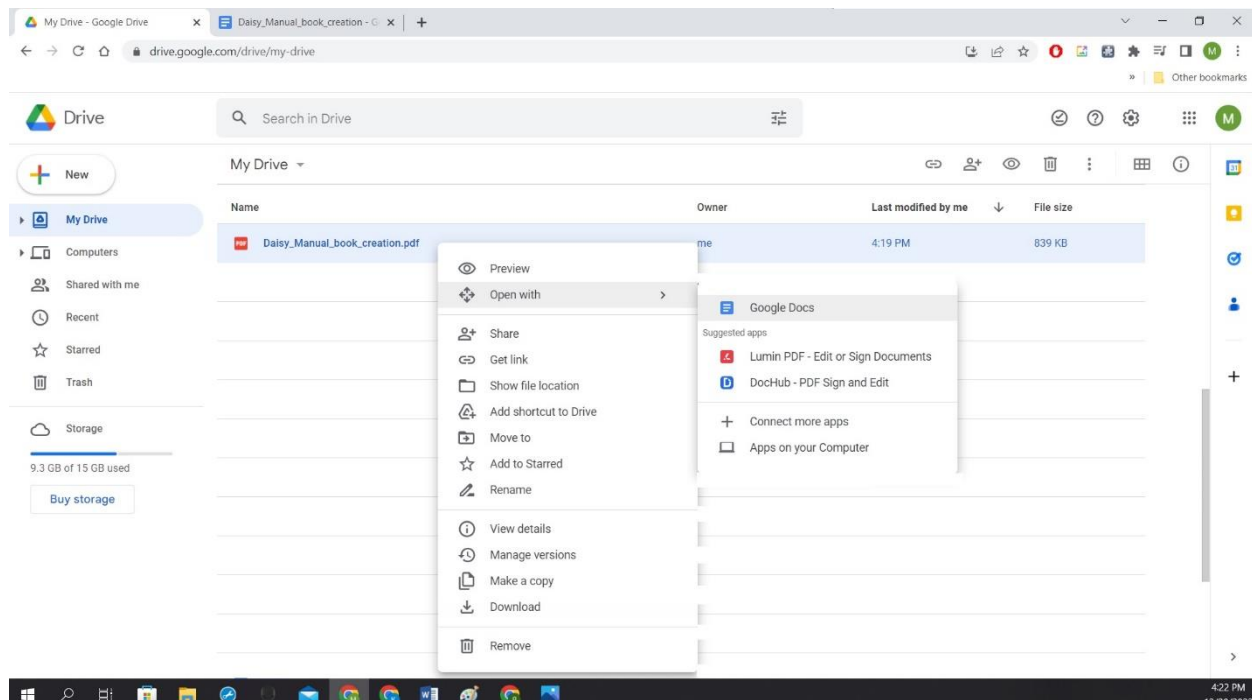 My Drive - Google Drive
Daisy_Manual_book_creation - G
drive.google.com/drive/my-drive
M
» Other bookmarks
Drive
Search in Drive
M
New
My Drive
31
Name Owner Last modified by me File size
My Drive
PDF Daisy_Manual_book_creation.pdf me 4:19 PM 839 KB
Computers
Preview
Shared with me
Open with
Google Docs
Recent
Suggested apps
Share
Starred
Lumin PDF - Edit or Sign Documents
Get link
Trash
DocHub - PDF Sign and Edit
Show file location
Add shortcut to Drive
Connect more apps
Storage
Move to
Apps on your Computer
9.3 GB of 15 GB used
Add to Starred
Buy storage
Rename
View details
Manage versions
Make a copy
Download
Remove
4:22 PM